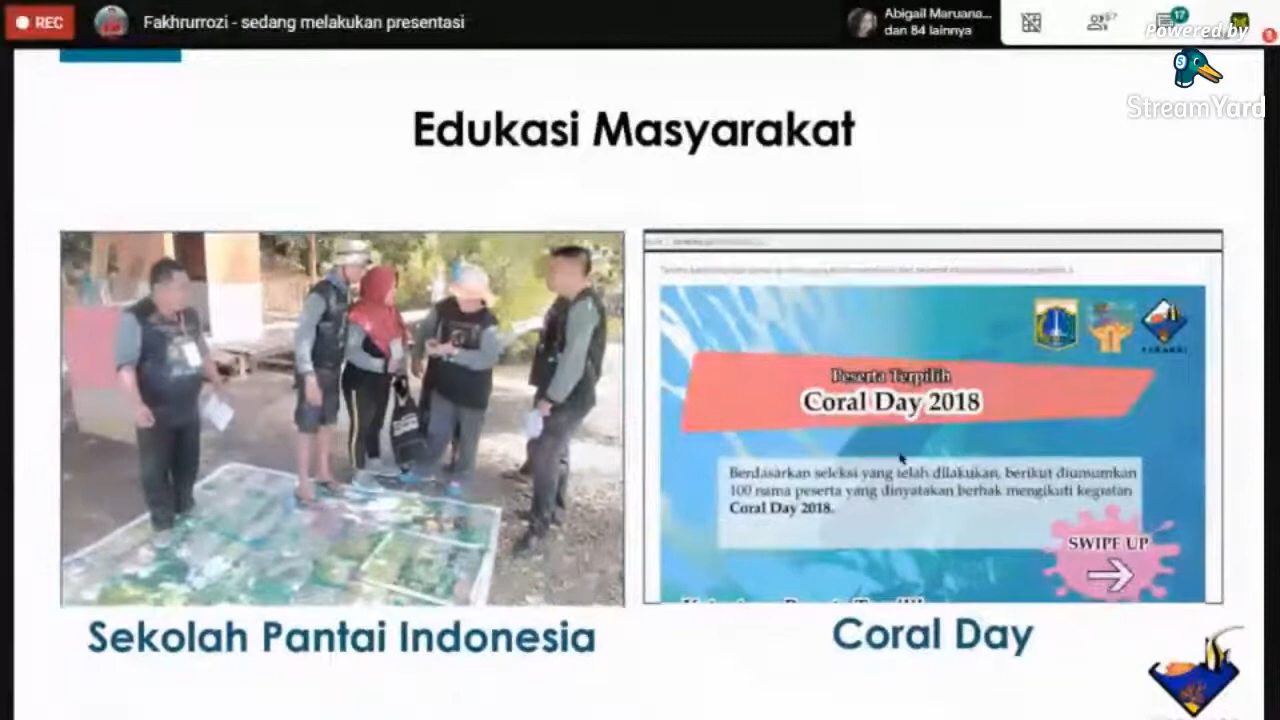 REC
Fakhrurrozi - sedang melakukan presentasi
Abigail Maruana...
dan 84 lainnya
17
Powered by
StreamYard
Edukasi Masyarakat
Peserta Terpilih
Coral Day 2018
Berdasarkan seleksi yang telah dilakukan, berikut diumumkan
100 nama peserta yang dinyatakan berhak mengikuti kegiatan
Coral Day 2018.
SWIPE UP
Sekolah Pantai Indonesia
Coral Day